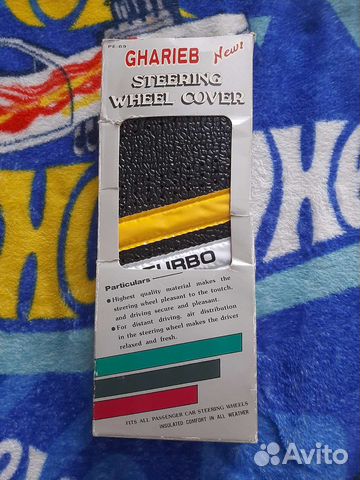 PE-89
GHARIEB New!
STEERING
WHEEL COVER
TURBO
Particulars
• Highest quality material makes the
steering wheel pleasant to the toutch,
and driving secure and pleasant.
• For distant driving, air distribution
in the steering wheel makes the driver
relaxed and fresh.
FITS ALL PASSENGER CAR STEERING WHEELS
INSULATED COMFORT IN ALL WEATHER
Avito